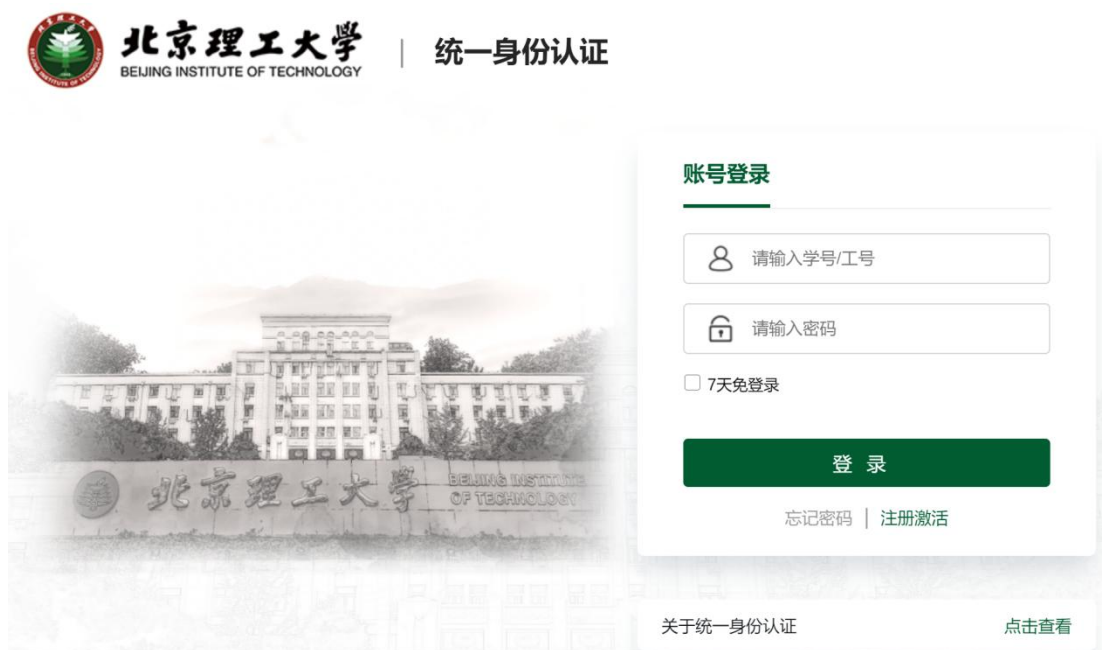 北京理工大學
BEIJING INSTITUTE OF TECHNOLOGY
统一身份认证
账号登录
请输入学号/工号
请输入密码
7天免登录
登 录
忘记密码 | 注册激活
北京理工大学
BEIJING INSTITUTE
OF TECHNOLOGY
关于统一身份认证
点击查看